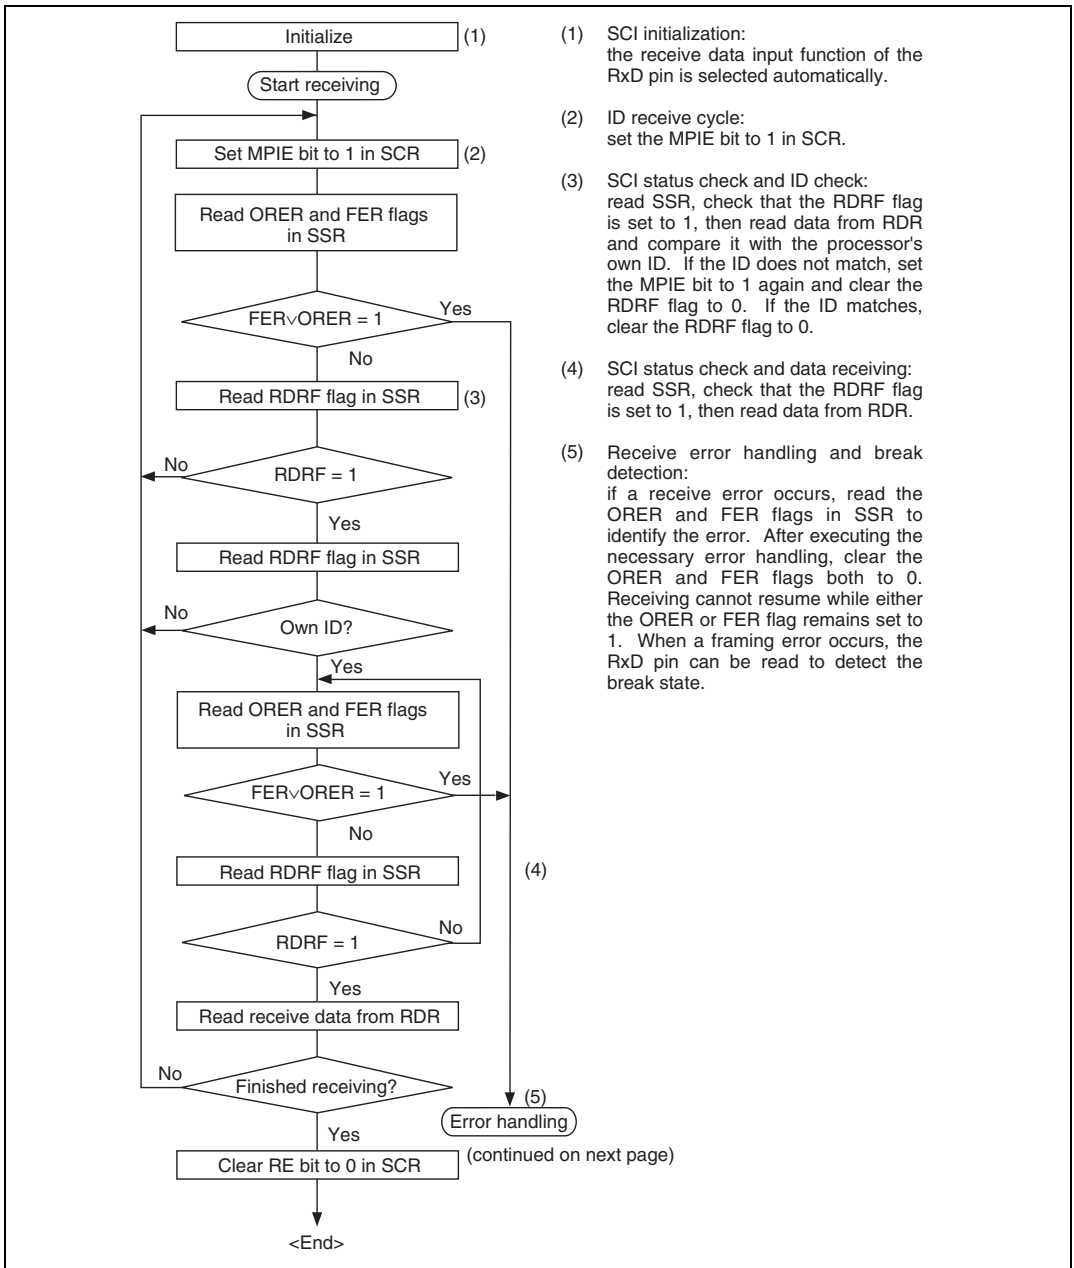 Initialize (1)
Start receiving
Set MPIE bit to 1 in SCR (2)
Read ORER and FER flags
in SSR
FER∨ORER = 1
Yes
No
Read RDRF flag in SSR (3)
No
RDRF = 1
Yes
Read RDRF flag in SSR
No
Own ID?
Yes
Read ORER and FER flags
in SSR
Yes
FER∨ORER = 1
No
Read RDRF flag in SSR
(4)
No
RDRF = 1
Yes
Read receive data from RDR
No
Finished receiving?
(5)
Error handling
Yes
(continued on next page)
Clear RE bit to 0 in SCR
<End>
(1) SCI initialization:
the receive data input function of the
RxD pin is selected automatically.
(2) ID receive cycle:
set the MPIE bit to 1 in SCR.
(3) SCI status check and ID check:
read SSR, check that the RDRF flag
is set to 1, then read data from RDR
and compare it with the processor's
own ID. If the ID does not match, set
the MPIE bit to 1 again and clear the
RDRF flag to 0. If the ID matches,
clear the RDRF flag to 0.
(4) SCI status check and data receiving:
read SSR, check that the RDRF flag
is set to 1, then read data from RDR.
(5) Receive error handling and break
detection:
if a receive error occurs, read the
ORER and FER flags in SSR to
identify the error. After executing the
necessary error handling, clear the
ORER and FER flags both to 0.
Receiving cannot resume while either
the ORER or FER flag remains set to
1. When a framing error occurs, the
RxD pin can be read to detect the
break state.